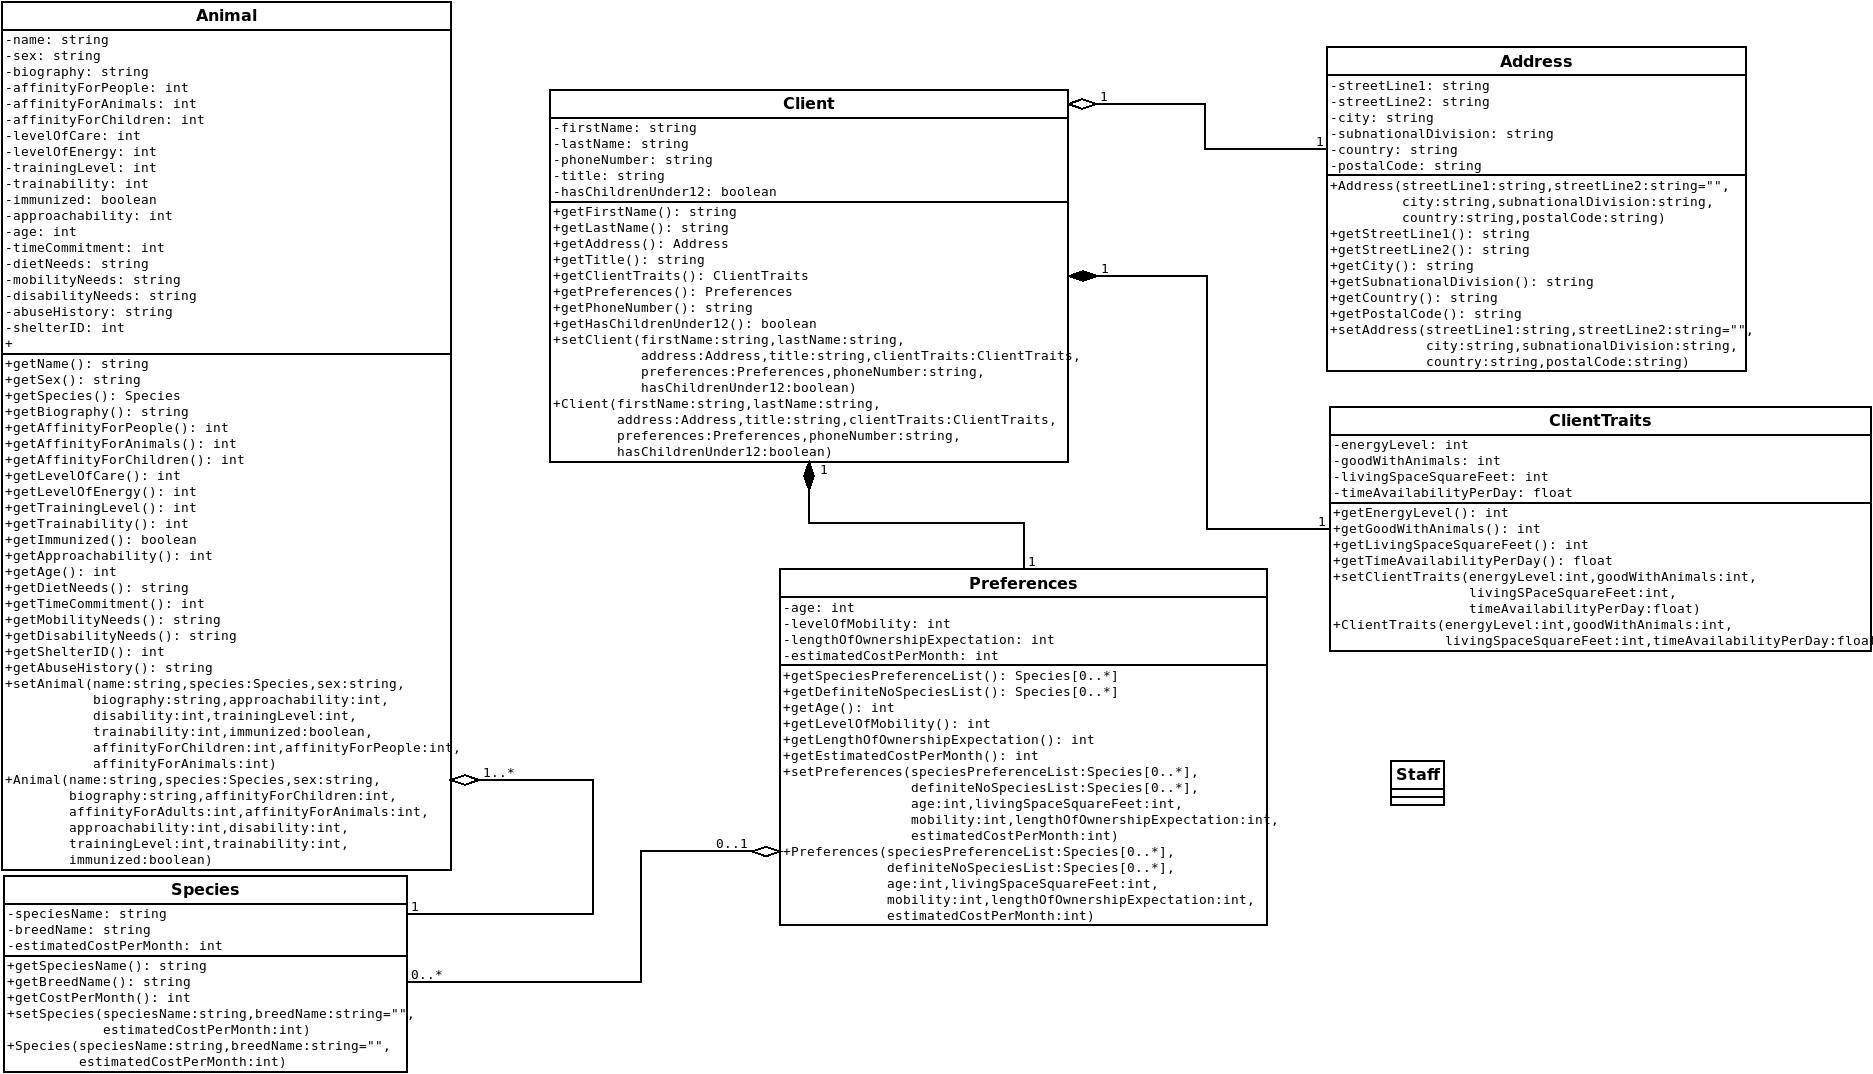 Animal
-name: string
-sex: string
-biography: string
-affinityForPeople: int
-affinityForAnimals: int
-affinityForChildren: int
-levelOfCare: int
-levelOfEnergy: int
-trainingLevel: int
-trainability: int
-immunized: boolean
-approachability: int
-age: int
-timeCommitment: int
-dietNeeds: string
-mobilityNeeds: string
-disabilityNeeds: string
-abuseHistory: string
-shelterID: int
+
+getName(): string
+getSex(): string
+getSpecies(): Species
+getBiography(): string
+getAffinityForPeople(): int
+getAffinityForAnimals(): int
+getAffinityForChildren(): int
+getLevelOfCare(): int
+getLevelOfEnergy(): int
+getTrainingLevel(): int
+getTrainability(): int
+getImmunized(): boolean
+getApproachability(): int
+getAge(): int
+getDietNeeds(): string
+getTimeCommitment(): int
+getMobilityNeeds(): string
+getDisabilityNeeds(): string
+getShelterID(): int
+getAbuseHistory(): string
+setAnimal(name:string,species:Species,sex:string,
biography:string,approachability:int,
disability:int,trainingLevel:int,
trainability:int,immunized:boolean,
affinityForChildren:int,affinityForPeople:int,
affinityForAnimals:int)
+Animal(name:string,species:Species,sex:string,
biography:string,affinityForChildren:int,
affinityForAdults:int,affinityForAnimals:int,
approachability:int,disability:int,
trainingLevel:int,trainability:int,
immunized:boolean)
1..*
Species
-speciesName: string
-breedName: string
-estimatedCostPerMonth: int
+getSpeciesName(): string
+getBreedName(): string
+getCostPerMonth(): int
+setSpecies(speciesName:string,breedName:string="",
estimatedCostPerMonth:int)
+Species(speciesName:string,breedName:string="",
estimatedCostPerMonth:int)
1
0..*
Client
-firstName: string
-lastName: string
-phoneNumber: string
-title: string
-hasChildrenUnder12: boolean
+getFirstName(): string
+getLastName(): string
+getAddress(): Address
+getTitle(): string
+getClientTraits(): ClientTraits
+getPreferences(): Preferences
+getPhoneNumber(): string
+getHasChildrenUnder12(): boolean
+setClient(firstName:string,lastName:string,
address:Address,title:string,clientTraits:ClientTraits,
preferences:Preferences,phoneNumber:string,
hasChildrenUnder12:boolean)
+Client(firstName:string,lastName:string,
address:Address,title:string,clientTraits:ClientTraits,
preferences:Preferences,phoneNumber:string,
hasChildrenUnder12:boolean)
1
1
1
1
Preferences
-age: int
-levelOfMobility: int
-lengthOfOwnershipExpectation: int
-estimatedCostPerMonth: int
+getSpeciesPreferenceList(): Species[0..*]
+getDefiniteNoSpeciesList(): Species[0..*]
+getAge(): int
+getLevelOfMobility(): int
+getLengthOfOwnershipExpectation(): int
+getEstimatedCostPerMonth(): int
+setPreferences(speciesPreferenceList:Species[0..*],
definiteNoSpeciesList:Species[0..*],
age:int,livingSpaceSquareFeet:int,
mobility:int,lengthOfOwnershipExpectation:int,
estimatedCostPerMonth:int)
+Preferences(speciesPreferenceList:Species[0..*],
definiteNoSpeciesList:Species[0..*],
age:int,livingSpaceSquareFeet:int,
mobility:int,lengthOfOwnershipExpectation:int,
estimatedCostPerMonth:int)
0..1
Address
-streetLine1: string
-streetLine2: string
-city: string
-subnationalDivision: string
-country: string
-postalCode: string
+Address(streetLine1:string,streetLine2:string="",
city:string,subnationalDivision:string,
country:string,postalCode:string)
+getStreetLine1(): string
+getStreetLine2(): string
+getCity(): string
+getSubnationalDivision(): string
+getCountry(): string
+getPostalCode(): string
+setAddress(streetLine1:string,streetLine2:string="",
city:string,subnationalDivision:string,
country:string,postalCode:string)
1
ClientTraits
-energyLevel: int
-goodWithAnimals: int
-livingSpaceSquareFeet: int
-timeAvailabilityPerDay: float
+getEnergyLevel(): int
+getGoodWithAnimals(): int
+getLivingSpaceSquareFeet(): int
+getTimeAvailabilityPerDay(): float
+setClientTraits(energyLevel:int,goodWithAnimals:int,
livingSPaceSquareFeet:int,
timeAvailabilityPerDay:float)
+ClientTraits(energyLevel:int,goodWithAnimals:int,
livingSpaceSquareFeet:int,timeAvailabilityPerDay:floa
1
Staff